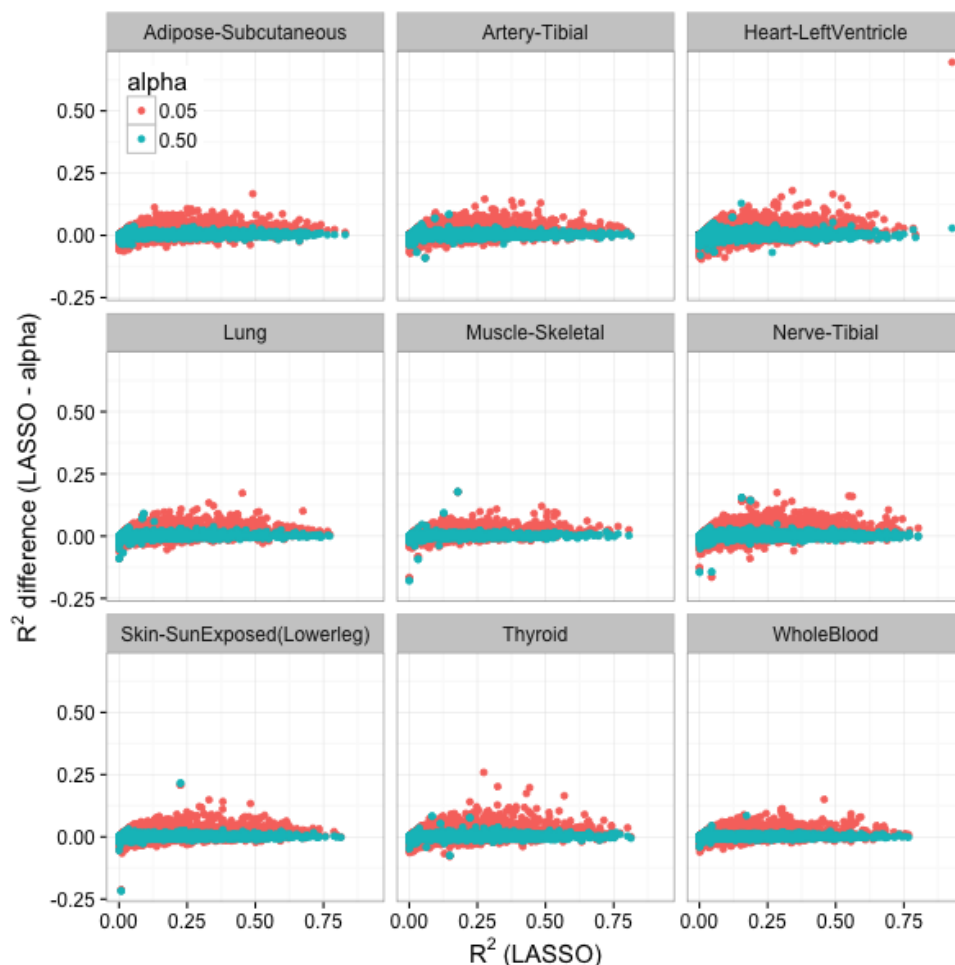 Adipose-Subcutaneous
Artery-Tibial
Heart-LeftVentricle
alpha
0.05
0.50
0.50
0.25
0.00
-0.25
Lung
Muscle-Skeletal
Nerve-Tibial
0.50
0.25
0.00
-0.25
R² difference (LASSO - alpha)
Skin-SunExposed(Lowerleg)
Thyroid
WholeBlood
0.50
0.25
0.00
-0.25
0.00 0.25 0.50 0.75
0.00 0.25 0.50 0.75
0.00 0.25 0.50 0.75
R² (LASSO)